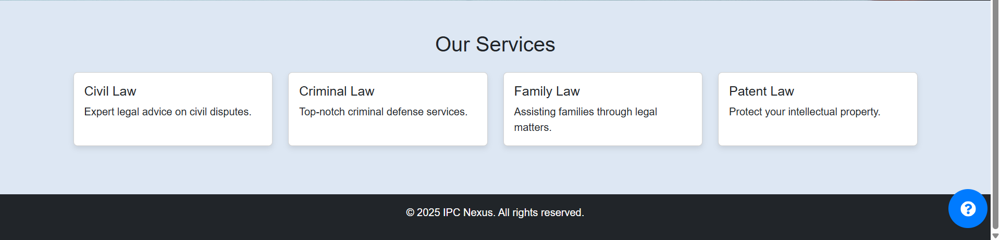 Our Services
Civil Law
Expert legal advice on civil disputes.
Criminal Law
Top-notch criminal defense services.
Family Law
Assisting families through legal
matters.
Patent Law
Protect your intellectual property.
© 2025 IPC Nexus. All rights reserved.
?